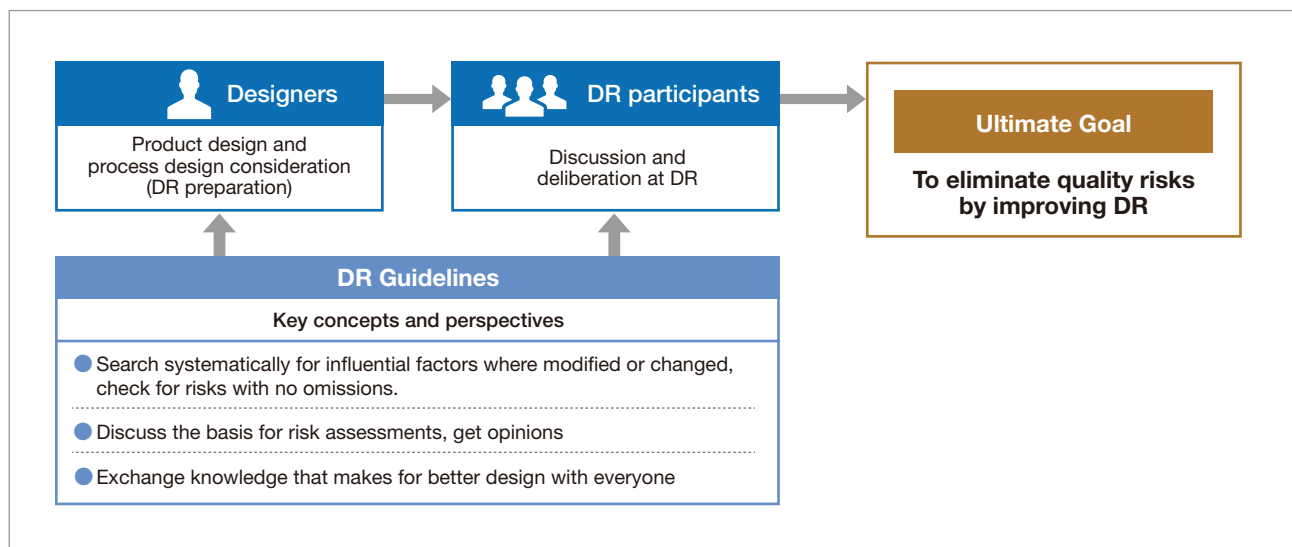 Designers
Product design and
process design consideration
(DR preparation)
DR participants
Discussion and
deliberation at DR
Ultimate Goal
To eliminate quality risks
by improving DR
DR Guidelines
Key concepts and perspectives
Search systematically for influential factors where modified or changed,
check for risks with no omissions.
Discuss the basis for risk assessments, get opinions
Exchange knowledge that makes for better design with everyone